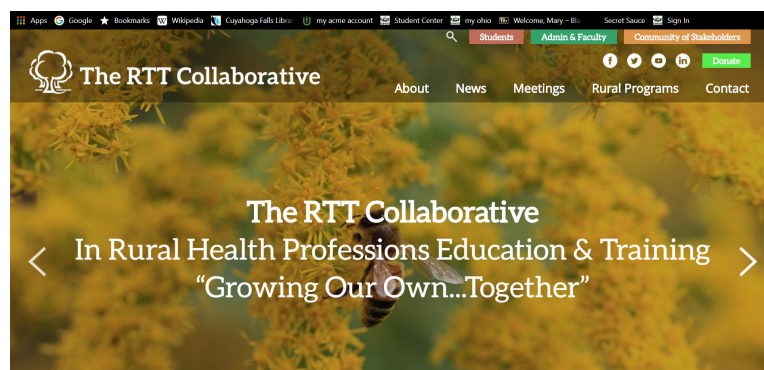 Apps Google Bookmarks Wikipedia Cuyahoga Falls Librar my acme account Student Center my ohio Welcome, Mary – Bla Secret Sauce Sign In
Students Admin & Faculty Community of Stakeholders
Donate
The RTT Collaborative
About News Meetings Rural Programs Contact
The RTT Collaborative
In Rural Health Professions Education & Training
“Growing Our Own...Together”